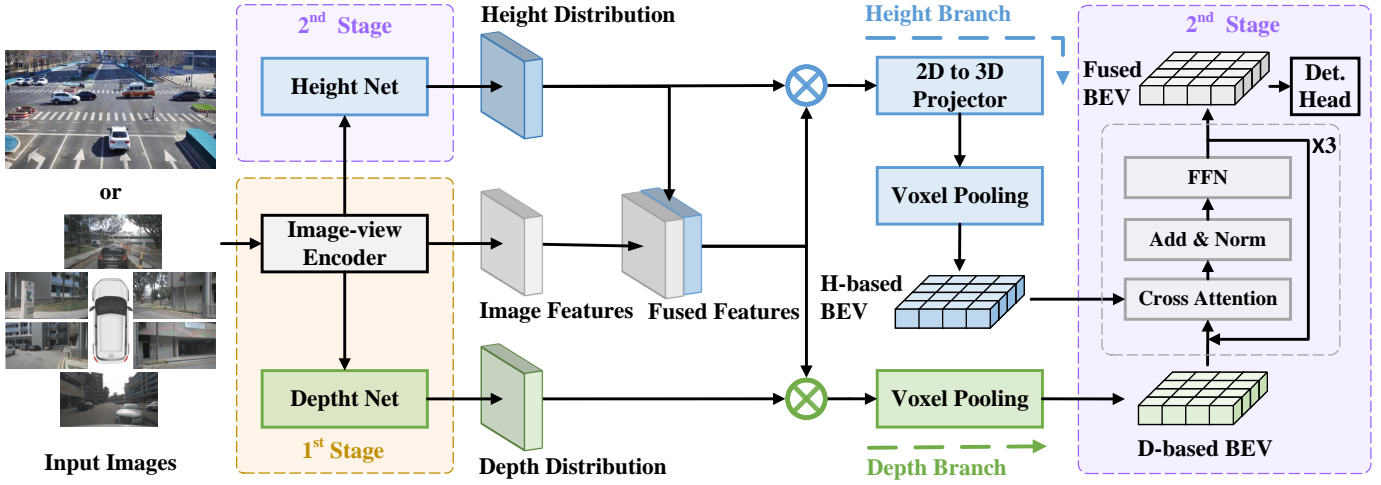 2nd Stage
Height Distribution
Height Branch
2nd Stage
Height Net
2D to 3D
Projector
Fused
BEV
Det.
Head
X3
or
Image-view
Encoder
Voxel Pooling
FFN
Add & Norm
Image Features
Fused Features
H-based
BEV
Cross Attention
Deptht Net
Voxel Pooling
1st Stage
Input Images
Depth Distribution
Depth Branch
D-based BEV